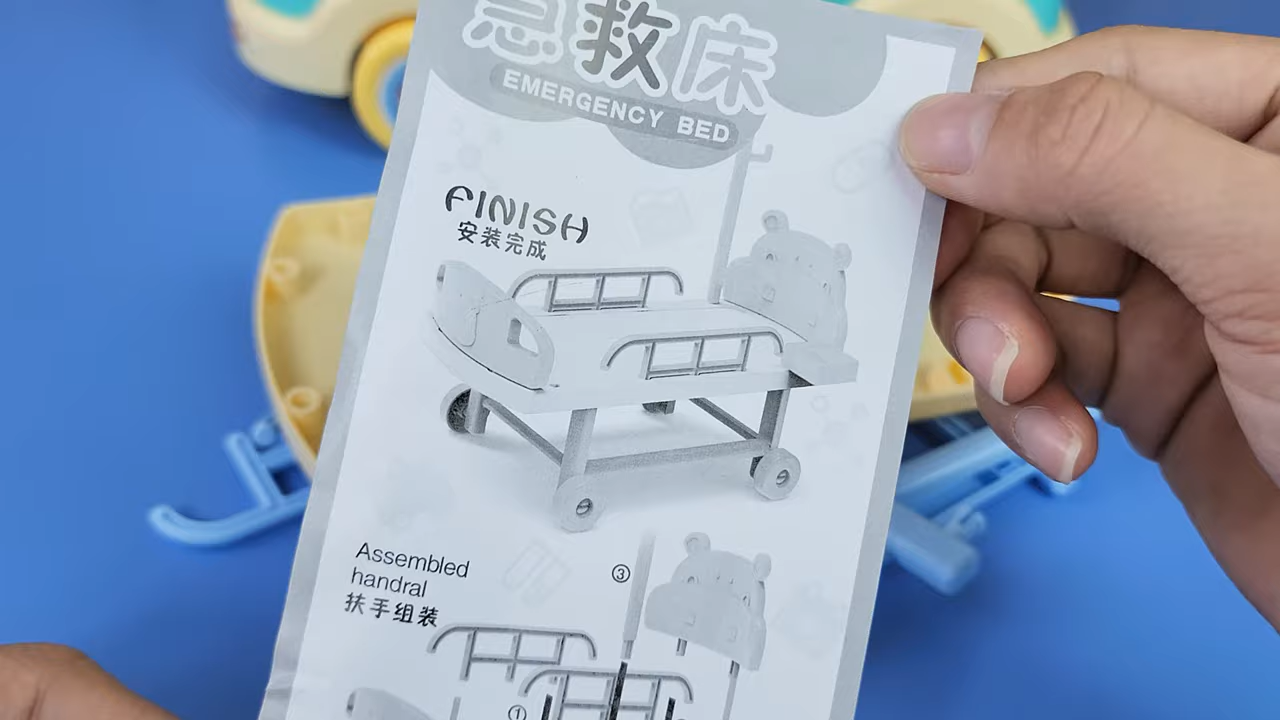 急救床
EMERGENCY BED
FINISH
安装完成
Assembled
handral
扶手组装
③
①